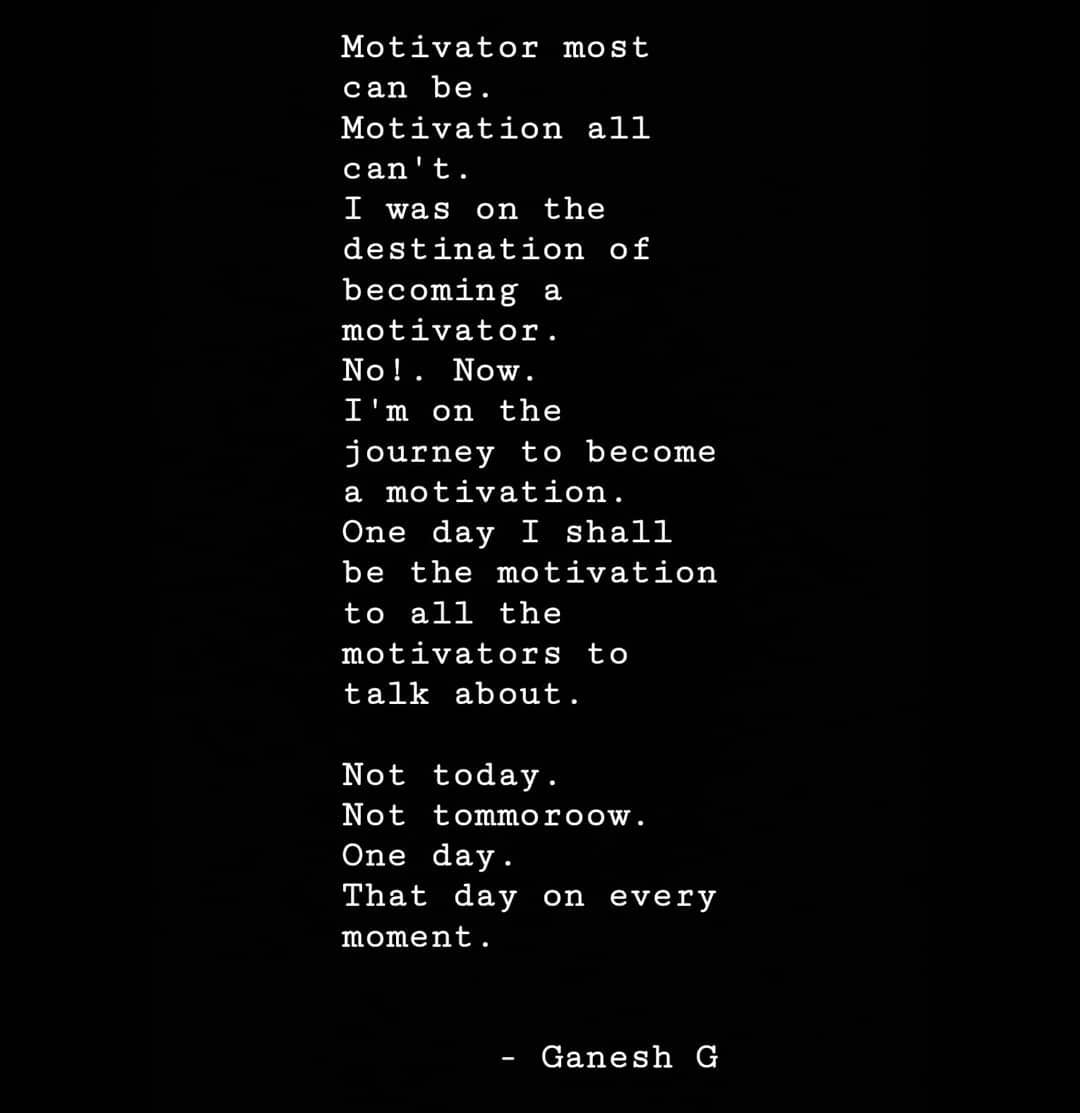 Motivator most
can be.
Motivation all
can't.
I was on the
destination of
becoming a
motivator.
No!. Now.
I'm on the
journey to become
a motivation.
One day I shall
be the motivation
to all the
motivators to
talk about.
Not today.
Not tommoroow.
One day.
That day on every
moment.
- Ganesh G